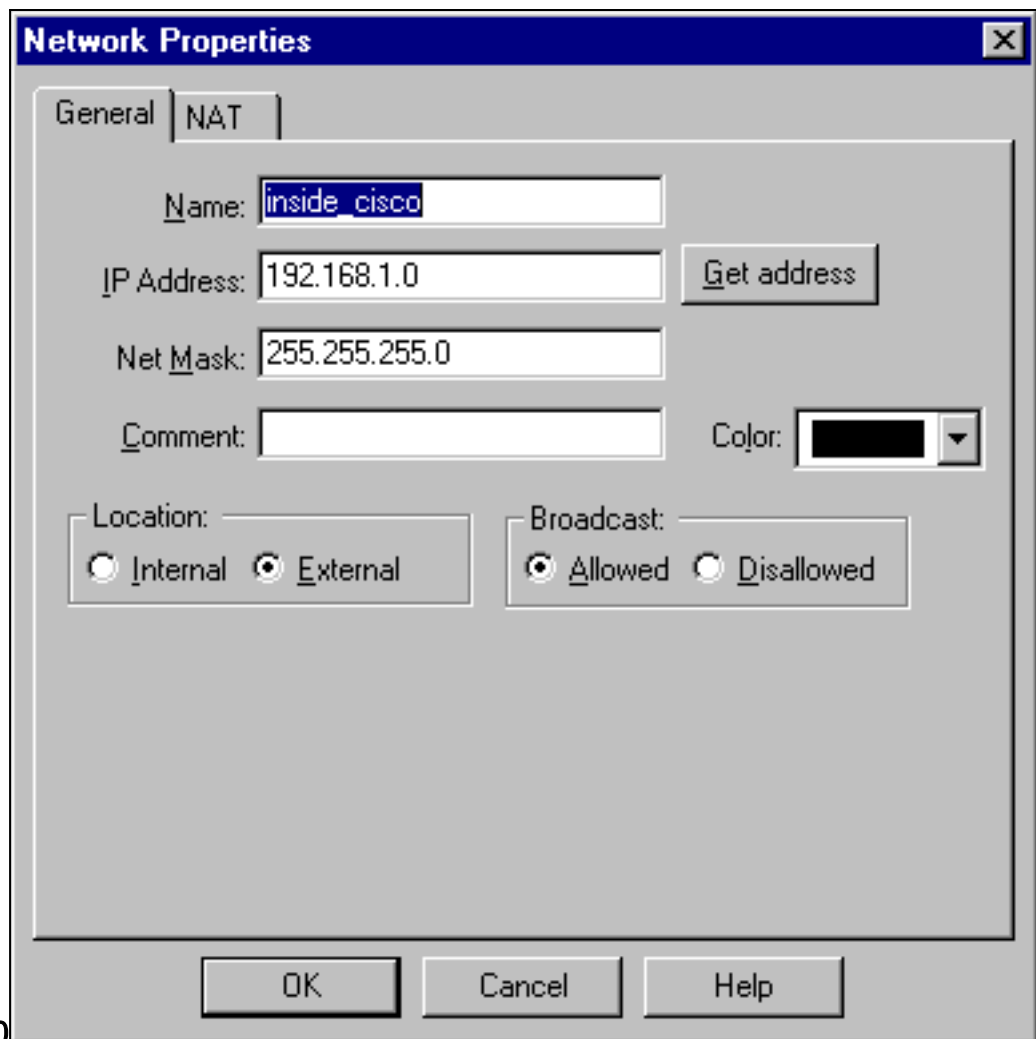 Network Properties
General NAT
Name: inside_cisco
IP Address: 192.168.1.0 Get address
Net Mask: 255.255.255.0
Comment: Color:
Location: Broadcast:
Internal External Allowed Disallowed
OK Cancel Help